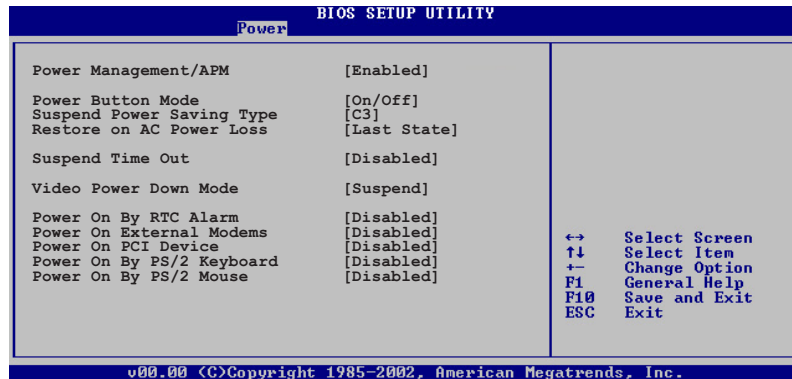 BIOS SETUP UTILITY
Power
Power Management/APM [Enabled]
Power Button Mode [On/Off]
Suspend Power Saving Type [C3]
Restore on AC Power Loss [Last State]
Suspend Time Out [Disabled]
Video Power Down Mode [Suspend]
Power On By RTC Alarm [Disabled]
Power On External Modems [Disabled]
Power On PCI Device [Disabled]
Power On By PS/2 Keyboard [Disabled]
Power On By PS/2 Mouse [Disabled]
←→ Select Screen
↑↓ Select Item
+- Change Option
F1 General Help
F10 Save and Exit
ESC Exit
v00.00 (C)Copyright 1985-2002, American Megatrends, Inc.